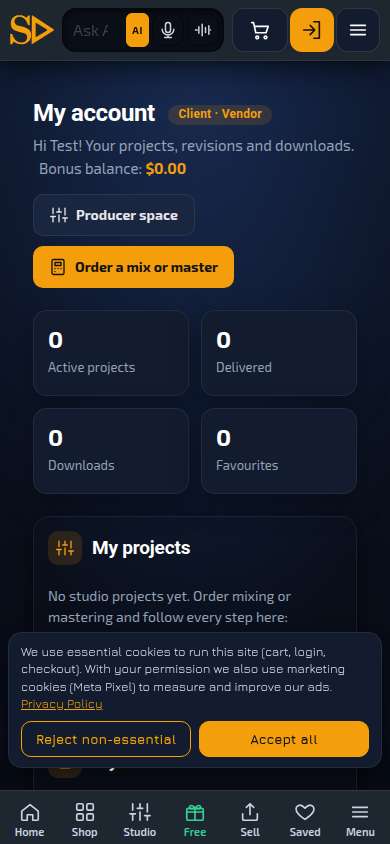 Ask A
AI
My account
Client · Vendor
Hi Test! Your projects, revisions and downloads.
Bonus balance: $0.00
Producer space
Order a mix or master
0
Active projects
0
Delivered
0
Downloads
0
Favourites
My projects
No studio projects yet. Order mixing or
mastering and follow every step here:
We use essential cookies to run this site (cart, login,
checkout). With your permission we also use marketing
cookies (Meta Pixel) to measure and improve our ads.
Privacy Policy
Reject non-essential
Accept all
Home
Shop
Studio
Free
Sell
Saved
Menu